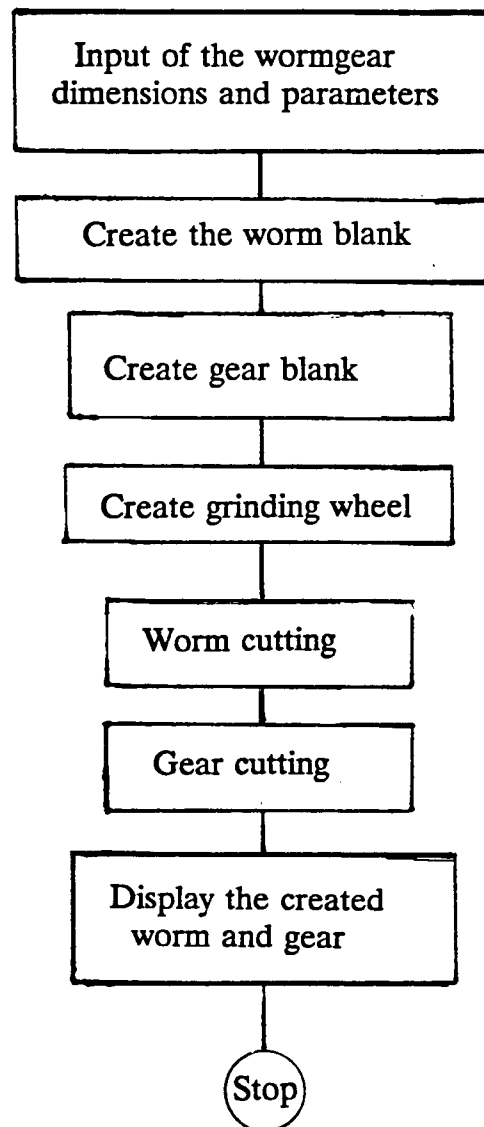 Input of the wormgear
dimensions and parameters
Create the worm blank
Create gear blank
Create grinding wheel
Worm cutting
Gear cutting
Display the created
worm and gear
Stop